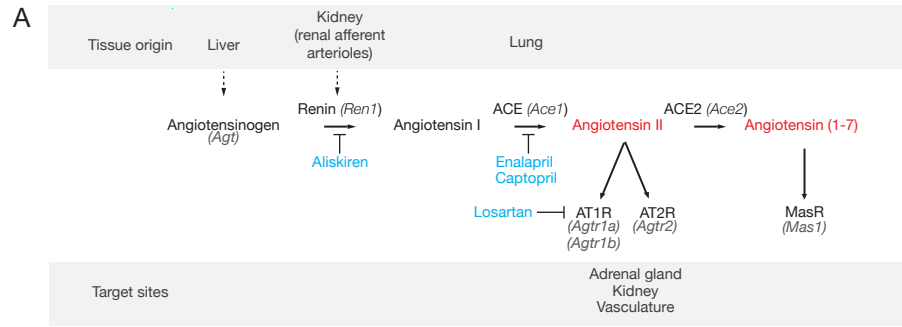 A
Tissue origin
Liver
Kidney
(renal afferent
arterioles)
Lung
Angiotensinogen
(Agt)
Renin (Ren1)
Aliskiren
Angiotensin I
ACE (Ace1)
Enalapril
Captopril
Angiotensin II
ACE2 (Ace2)
Angiotensin (1-7)
Losartan
AT1R
(Agtr1a)
(Agtr1b)
AT2R
(Agtr2)
MasR
(Mas1)
Target sites
Adrenal gland
Kidney
Vasculature